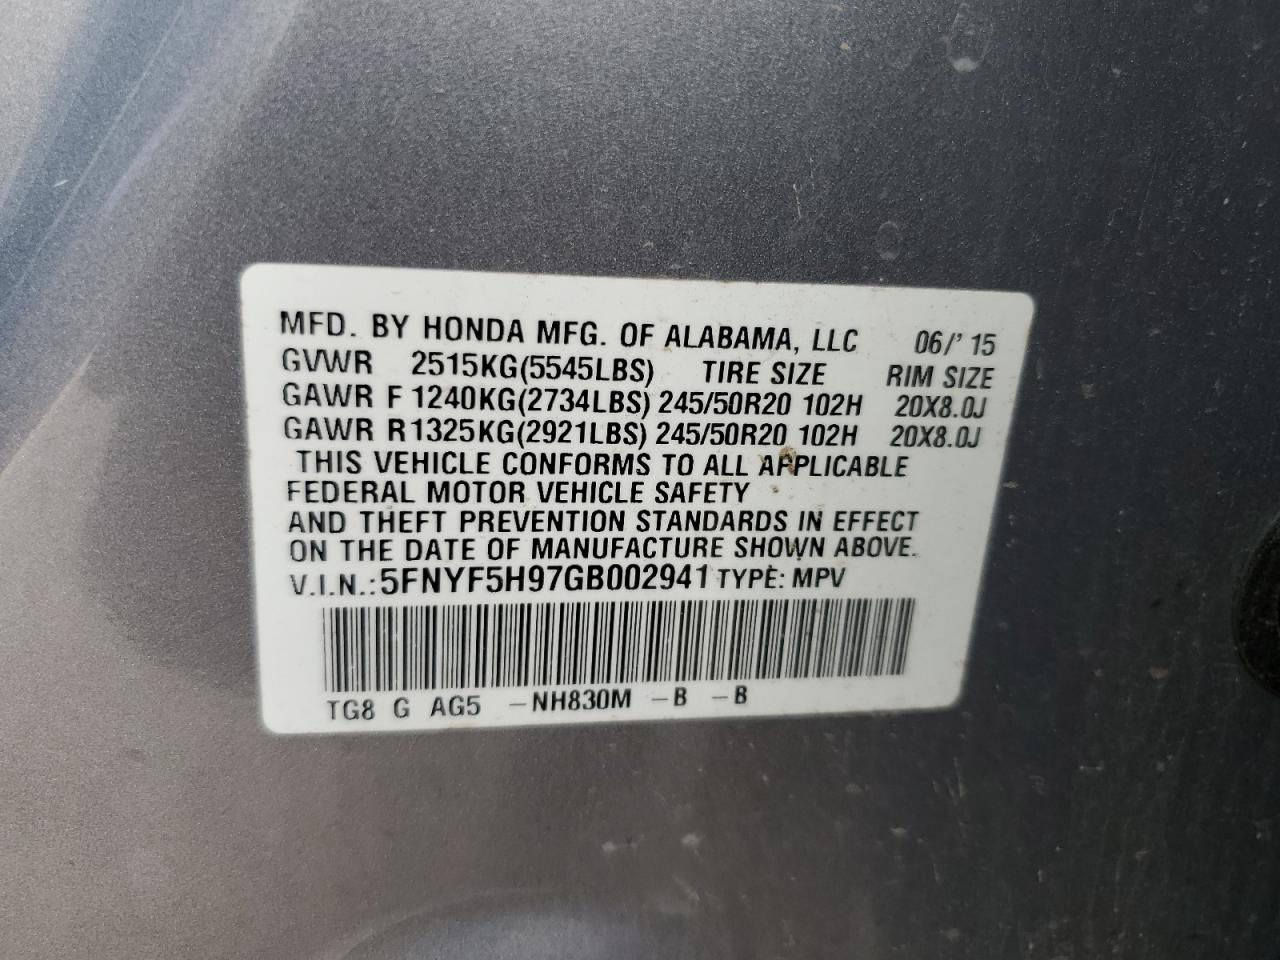 MFD. BY HONDA MFG. OF ALABAMA, LLC 06/'15
GVWR 2515KG(5545LBS) TIRE SIZE RIM SIZE
GAWR F 1240KG(2734LBS) 245/50R20 102H 20X8.0J
GAWR R 1325KG(2921LBS) 245/50R20 102H 20X8.0J
THIS VEHICLE CONFORMS TO ALL APPLICABLE
FEDERAL MOTOR VEHICLE SAFETY
AND THEFT PREVENTION STANDARDS IN EFFECT
ON THE DATE OF MANUFACTURE SHOWN ABOVE.
V.I.N.:5FNYF5H97GB002941 TYPE: MPV
TG8 G AG5 -NH830M -B -B